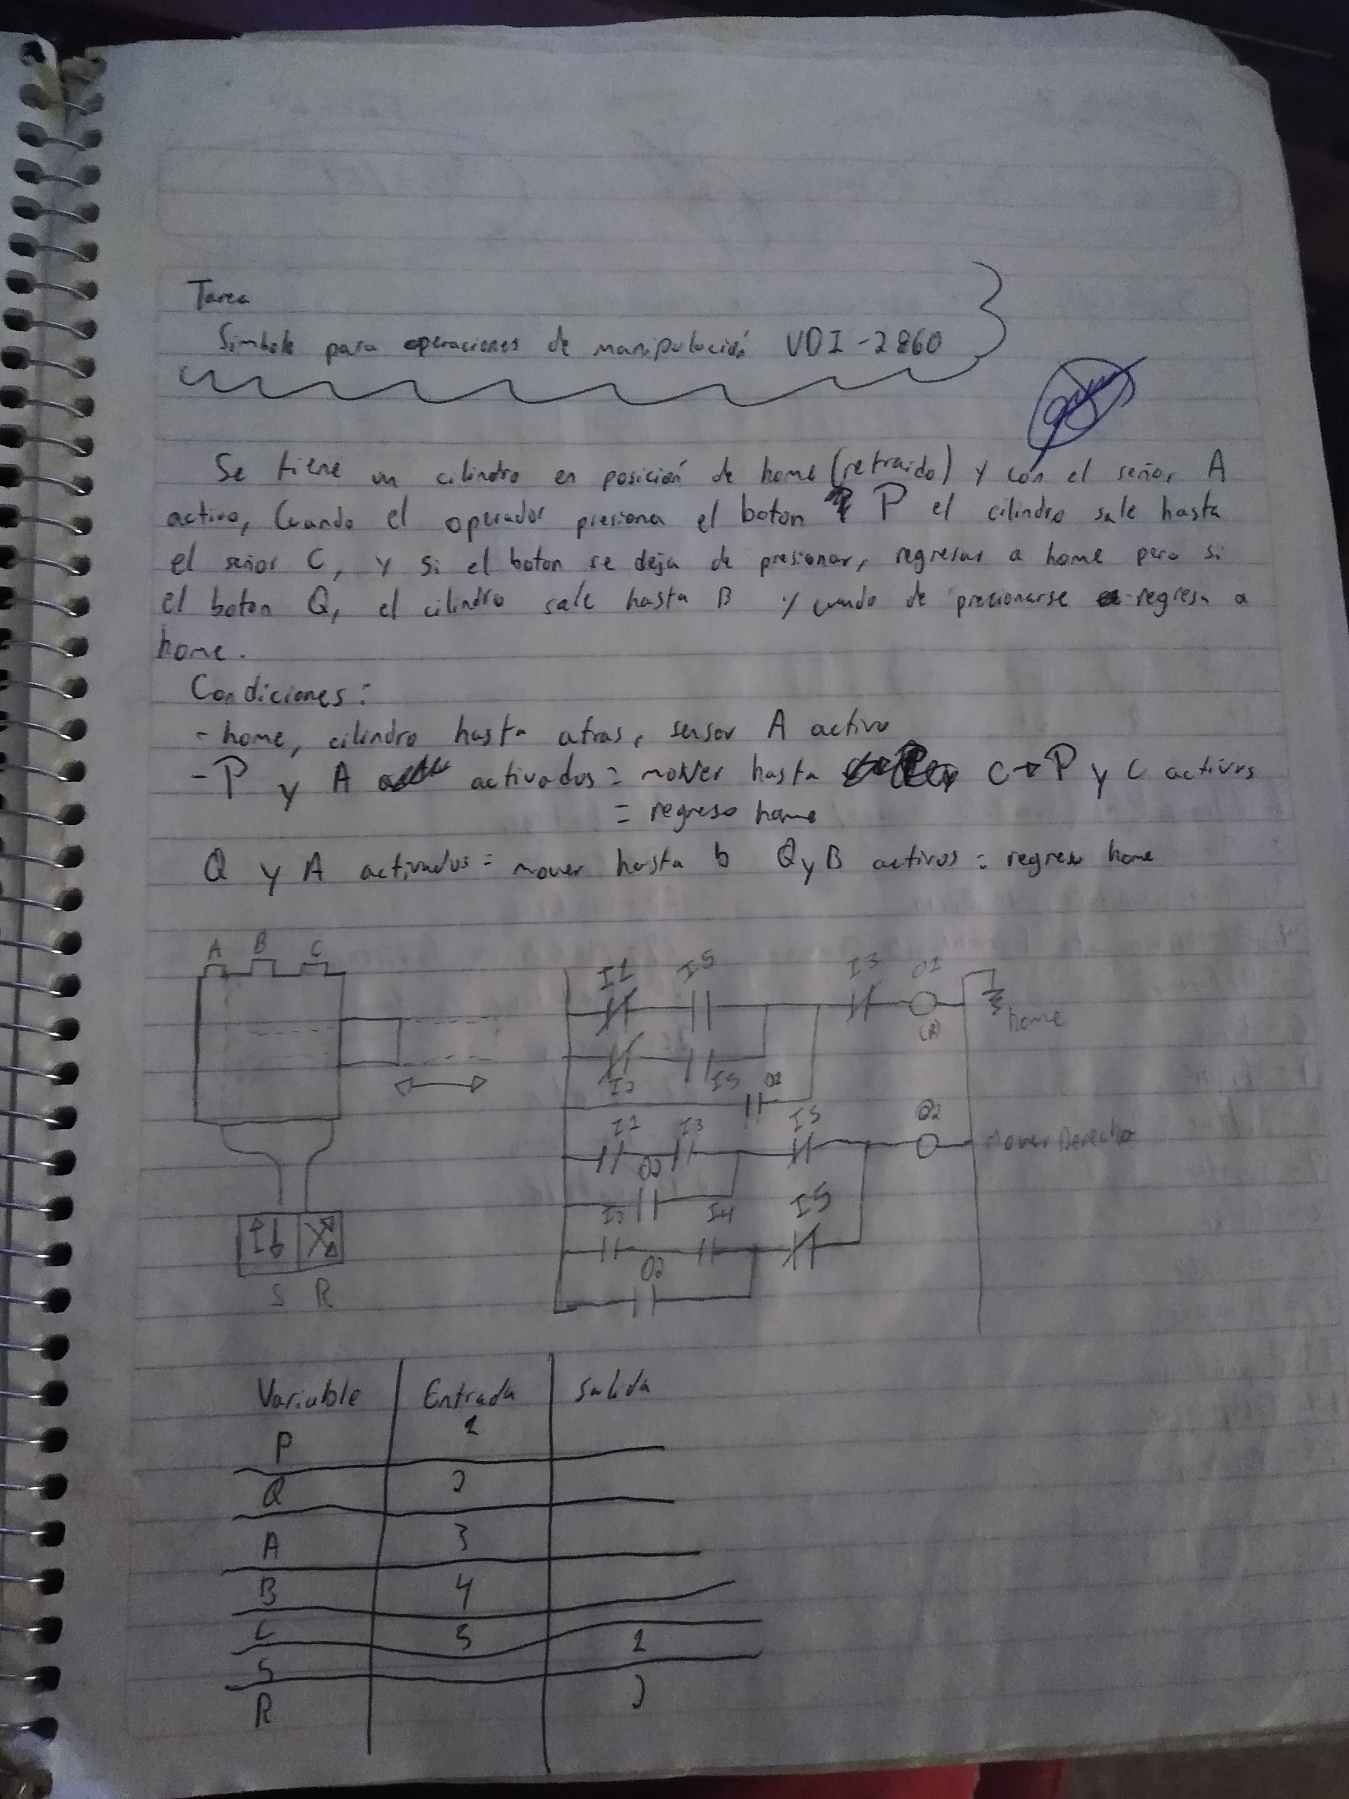 Tarea
Simbolo para operaciones de manipulación VDI-2860
Se tiene un cilindro en posición de home (retraido) y con el señor A
activo, Cuando el operador presiona el boton P el cilindro sale hasta
el señor C, y si el boton se deja de presionar, regresar a home pero si
el boton Q, el cilindro sale hasta B y cuando de precionarse regresa a
home.
Condiciones:
- home, cilindro hasta atras, sensor A activo
- P y A activados = mover hasta C → P y C activos
= regreso home
Q y A activados = mover hasta b Q y B activos = regreso home
A B C
I1 I5 I3 O1
home
(A)
I2 I5 O1
I1 I3 I5 O2
Mover Derecha
O2
I2 I4 I5
O2
S R
Variable Entrada Salida
P 1
Q 2
A 3
B 4
C 5
S 1
R 2